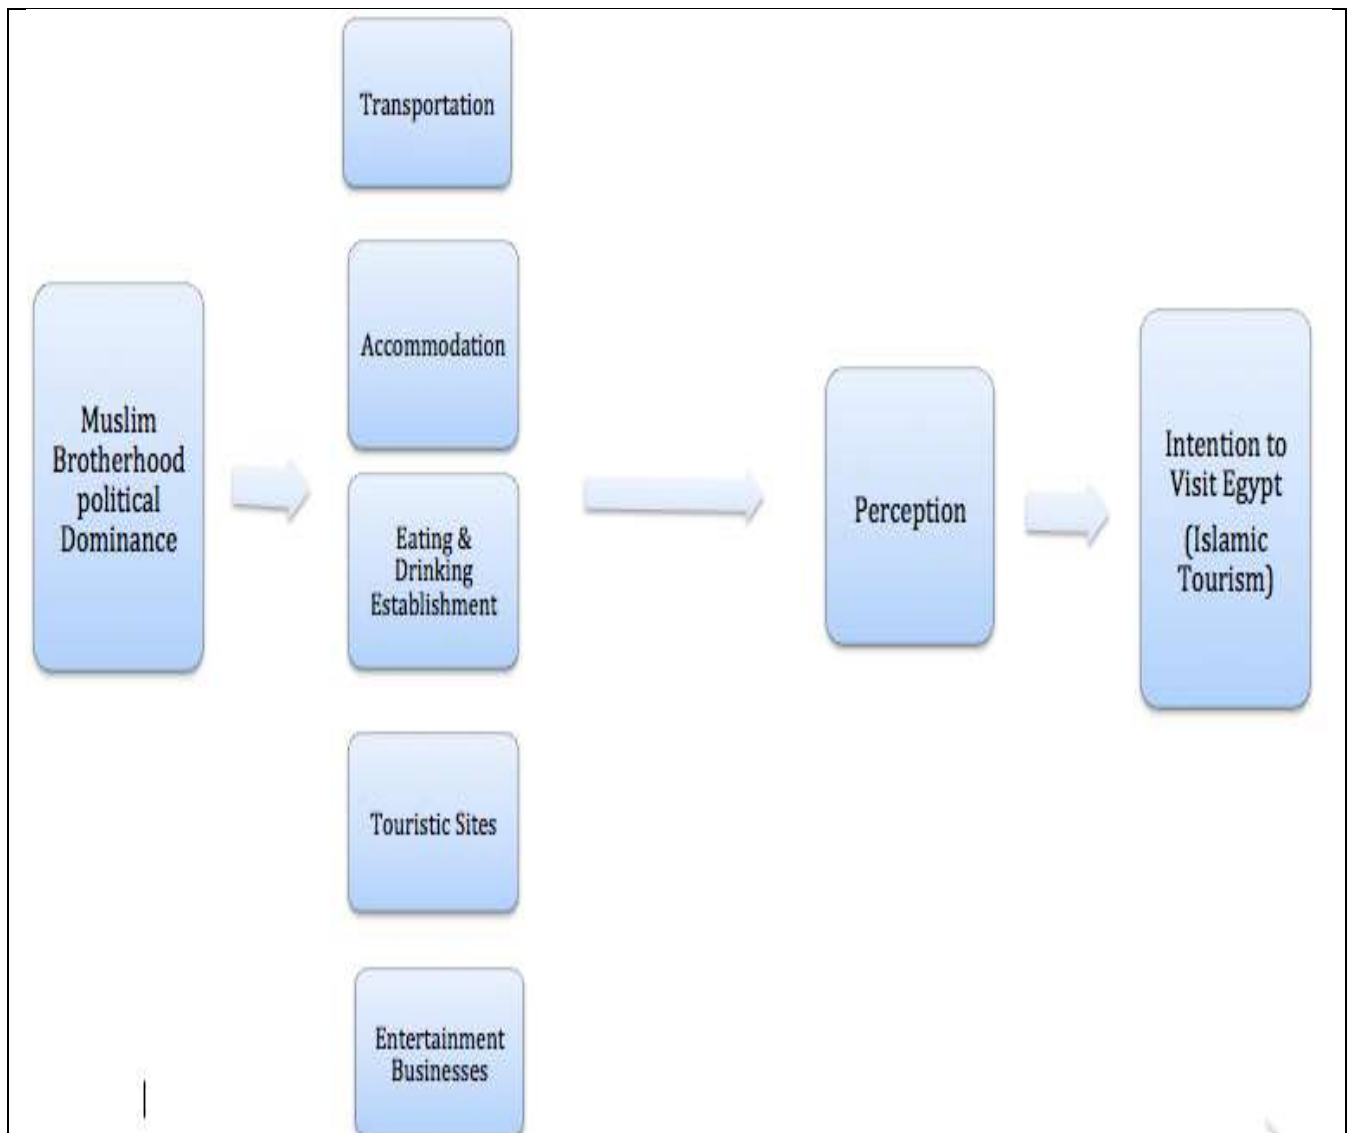 Transportation
Accommodation
Muslim
Brotherhood
political
Dominance
Eating &
Drinking
Establishment
Touristic Sites
Entertainment
Businesses
Perception
Intention to
Visit Egypt
(Islamic
Tourism)